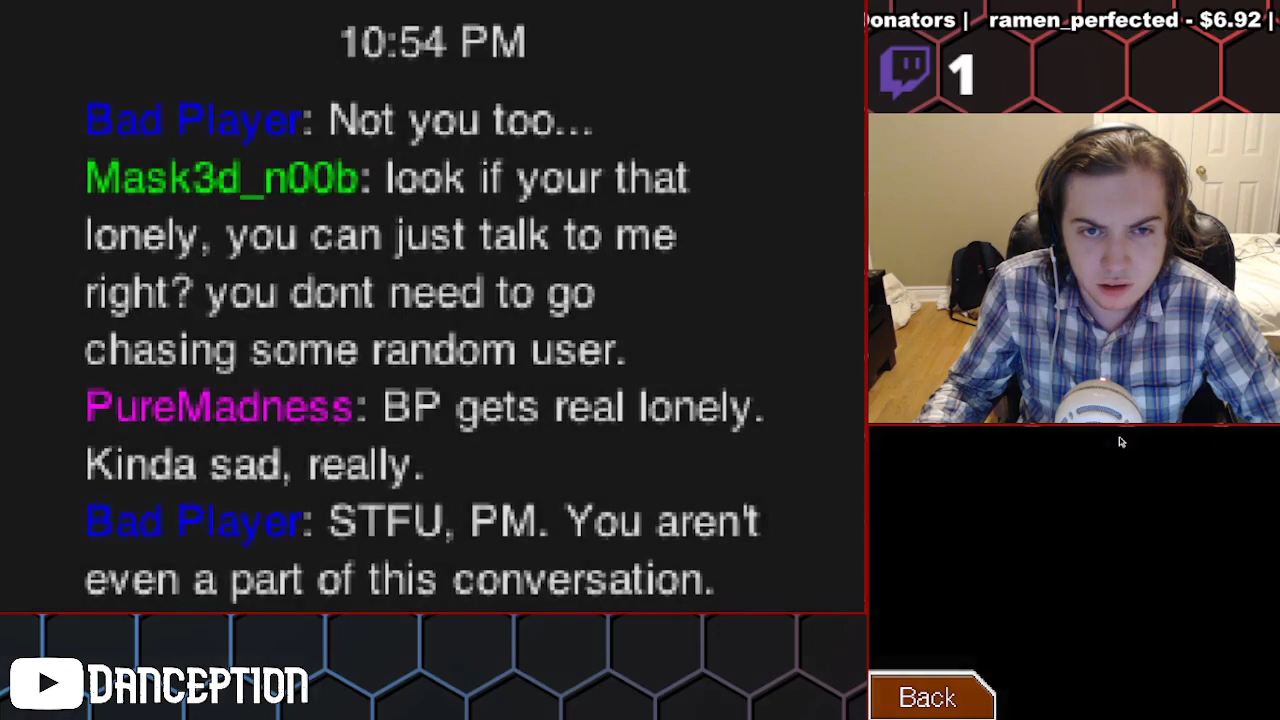 10:54 PM
Bad Player: Not you too...
Mask3d_n00b: look if your that
lonely, you can just talk to me
right? you dont need to go
chasing some random user.
PureMadness: BP gets real lonely.
Kinda sad, really.
Bad Player: STFU, PM. You aren't
even a part of this conversation.
Donators |   ramen_perfected - $6.92 |
1
Back
DANCEPTION